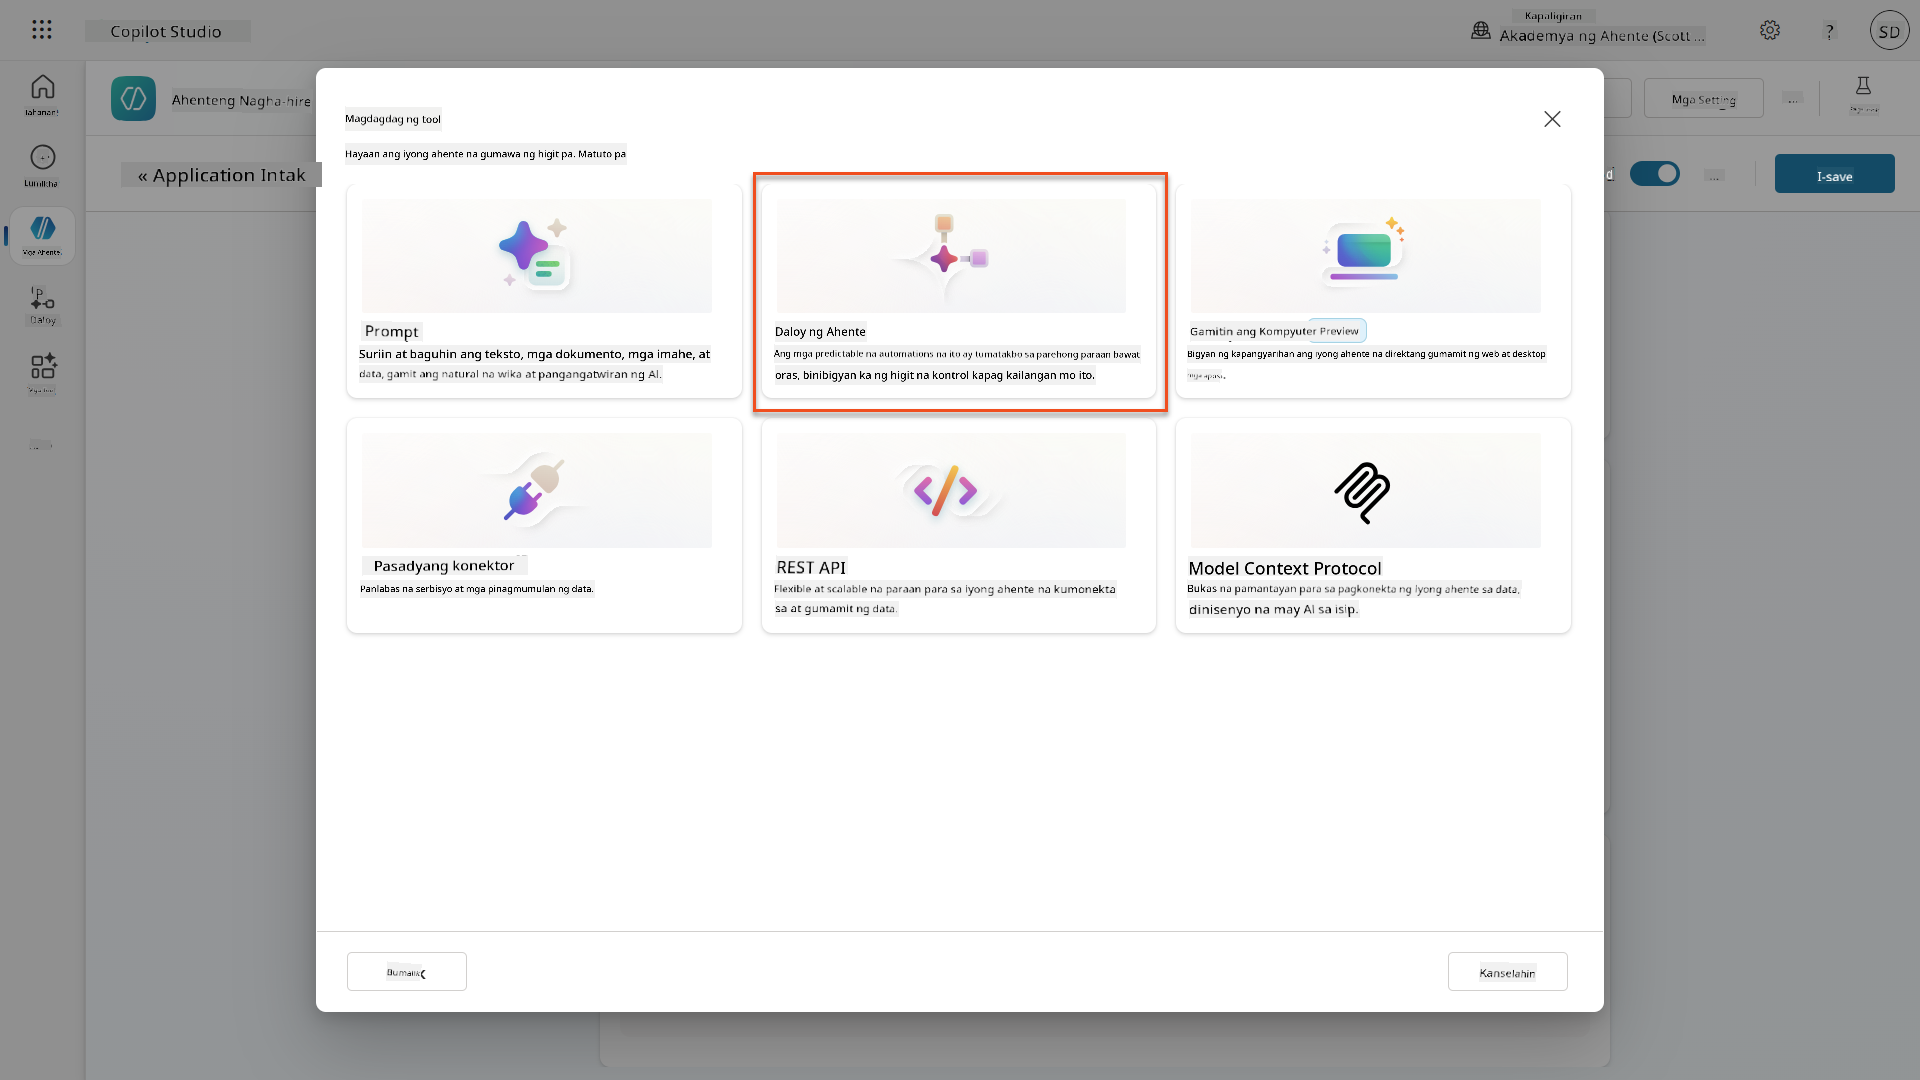 Copilot Studio
Kapaligiran
Akademya ng Ahente (Scott ...
?
SD
Ahenteng Nagha-hire
Mga Setting
...
« Application Intak
d
...
I-save
Mga Ahente
Daloy
Magdagdag ng tool
Hayaan ang iyong ahente na gumawa ng higit pa. Matuto pa
Prompt
Suriin at baguhin ang teksto, mga dokumento, mga imahe, at
data, gamit ang natural na wika at pangangatwiran ng AI.
Daloy ng Ahente
Ang mga predictable na automations na ito ay tumatakbo sa parehong paraan bawat
oras, binibigyan ka ng higit na kontrol kapag kailangan mo ito.
Gamitin ang Kompyuter Preview
Bigyan ng kapangyarihan ang iyong ahente na direktang gumamit ng web at desktop
Pasadyang konektor
Panlabas na serbisyo at mga pinagmumulan ng data.
REST API
Flexible at scalable na paraan para sa iyong ahente na kumonekta
sa at gumamit ng data.
Model Context Protocol
Bukas na pamantayan para sa pagkonekta ng iyong ahente sa data,
dinisenyo na may AI sa isip.
Kanselahin